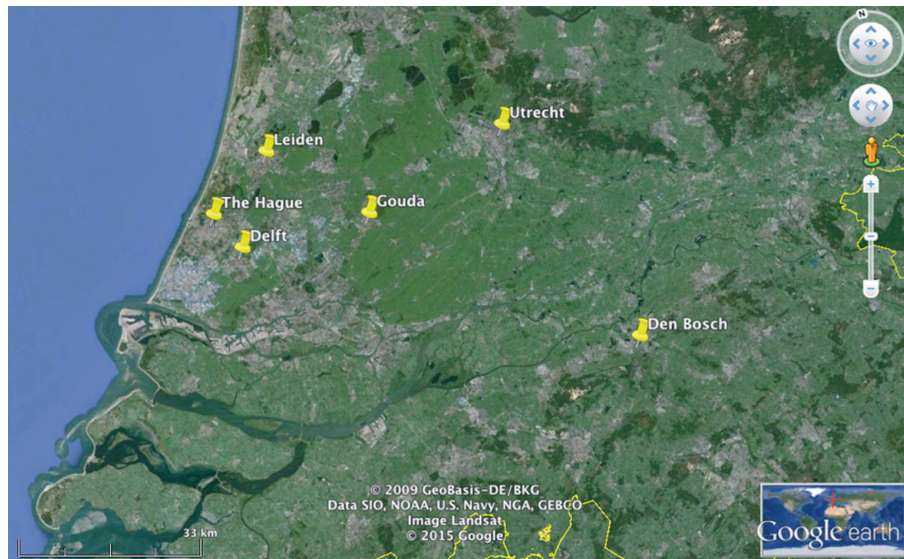 N
Utrecht
Leiden
The Hague
Gouda
Delft
Den Bosch
© 2009 GeoBasis-DE/BKG
Data SIO, NOAA, U.S. Navy, NGA, GEBCO
Image Landsat
© 2015 Google
33 km
Google earth